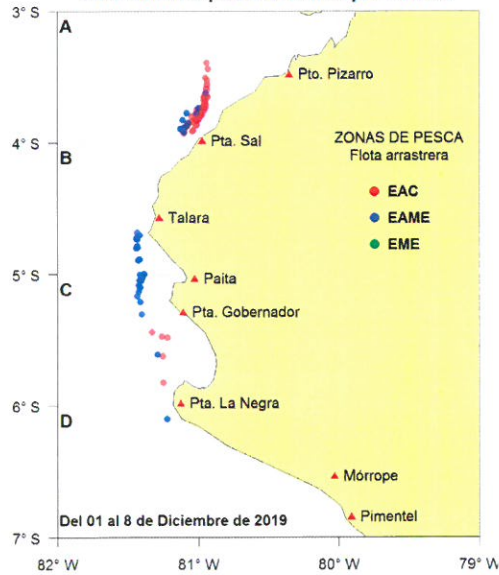 3° S
A
Pto. Pizarro
4° S
B
Pta. Sal
ZONAS DE PESCA
Flota arrastrera
EAC
EAME
EME
Talara
5° S
C
Paita
Pta. Gobernador
6° S
D
Pta. La Negra
Mórrope
Pimentel
7° S
Del 01 al 8 de Diciembre de 2019
82° W
81° W
80° W
79° W